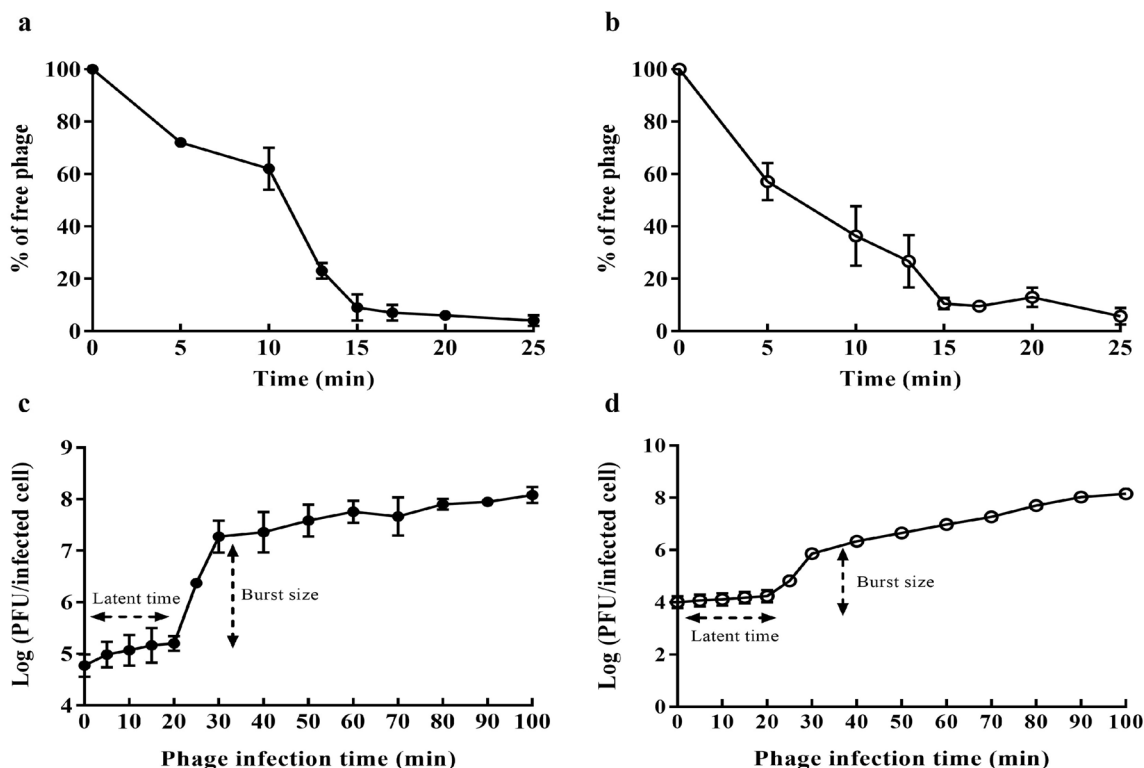 a
b
100
80
60
40
20
0
% of free phage
0 5 10 15 20 25
Time (min)
100
80
60
40
20
0
% of free phage
0 5 10 15 20 25
Time (min)
c
d
9
8
7
6
5
4
Log (PFU/infected cell)
Latent time
Burst size
0 10 20 30 40 50 60 70 80 90 100
Phage infection time (min)
10
8
6
4
2
0
Log (PFU/infected cell)
Burst size
Latent time
0 10 20 30 40 50 60 70 80 90 100
Phage infection time (min)